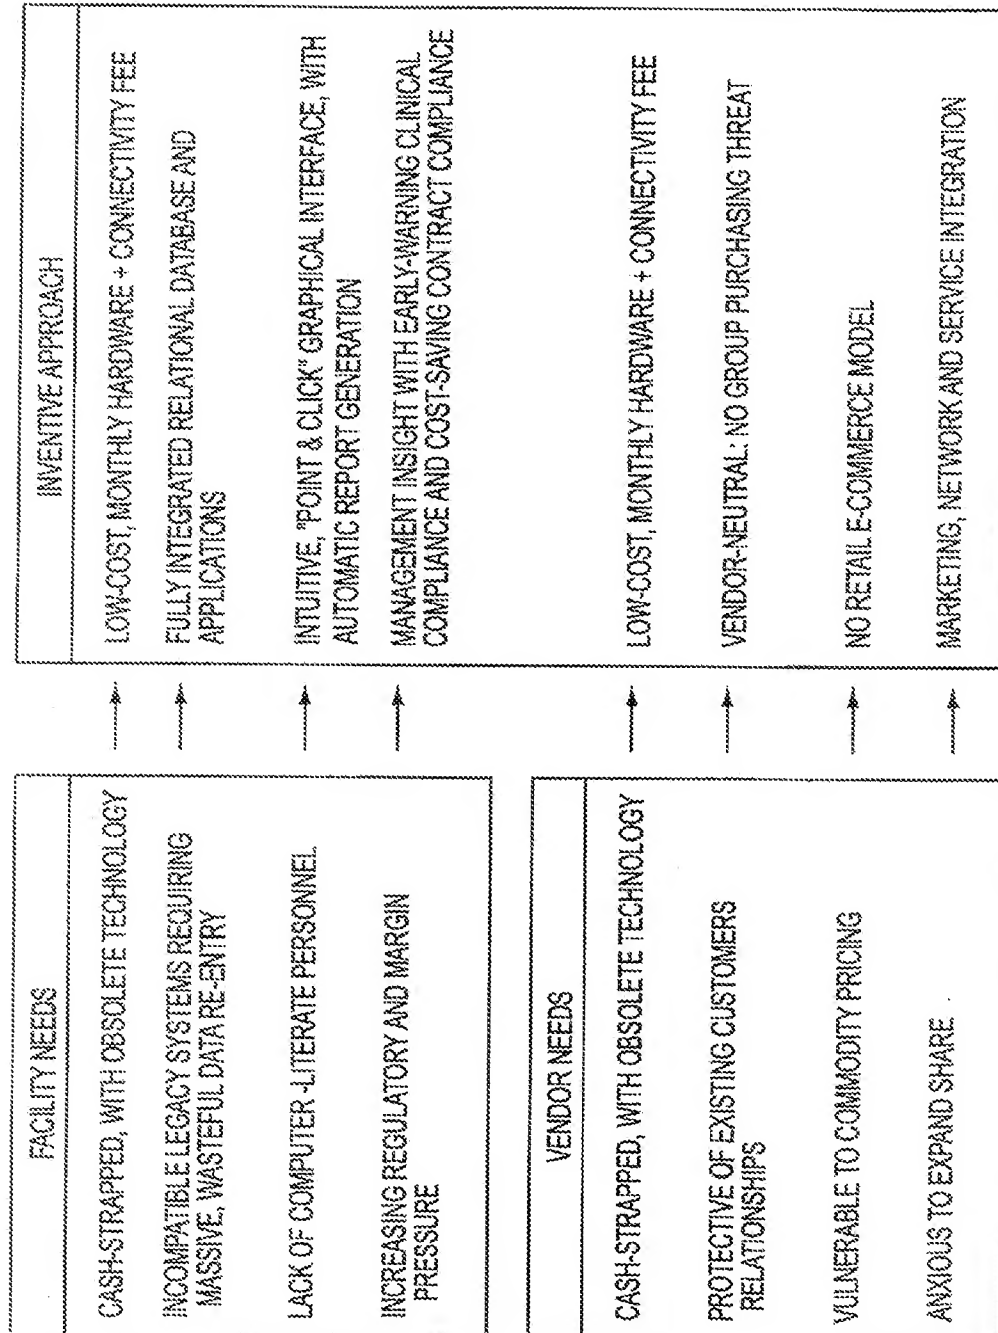 FACILITY NEEDS
CASH-STRAPPED, WITH OBSOLETE TECHNOLOGY
INCOMPATIBLE LEGACY SYSTEMS REQUIRING
MASSIVE, WASTEFUL DATA RE-ENTRY
LACK OF COMPUTER -LITERATE PERSONNEL
INCREASING REGULATORY AND MARGIN
PRESSURE
VENDOR NEEDS
CASH-STRAPPED, WITH OBSOLETE TECHNOLOGY
PROTECTIVE OF EXISTING CUSTOMERS
RELATIONSHIPS
VULNERABLE TO COMMODITY PRICING
ANXIOUS TO EXPAND SHARE.
INVENTIVE APPROACH
LOW-COST, MONTHLY HARDWARE + CONNECTIVITY FEE
FULLY INTEGRATED RELATIONAL DATABASE AND
APPLICATIONS
INTUITIVE, "POINT & CLICK" GRAPHICAL INTERFACE, WITH
AUTOMATIC REPORT GENERATION
MANAGEMENT INSIGHT WITH EARLY-WARNING CLINICAL
COMPLIANCE AND COST-SAVING CONTRACT COMPLIANCE
LOW-COST, MONTHLY HARDWARE + CONNECTIVITY FEE
VENDOR-NEUTRAL: NO GROUP PURCHASING THREAT
NO RETAIL E-COMMERCE MODEL
MARKETING, NETWORK AND SERVICE INTEGRATION